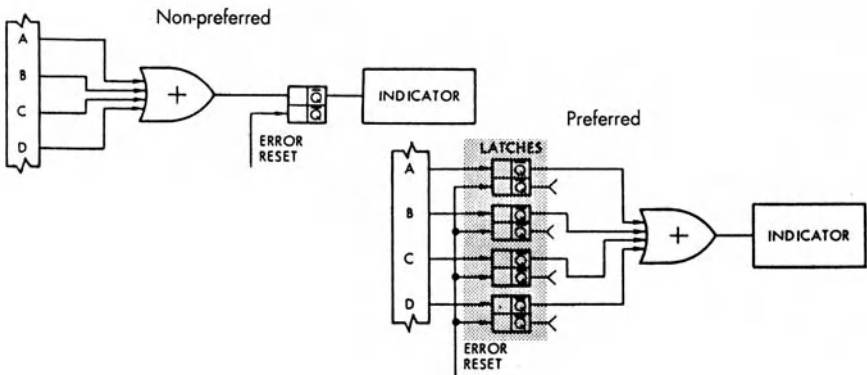 Non-preferred
A
B
C
D
+
Q
Q
ERROR
RESET
INDICATOR
Preferred
LATCHES
A
B
C
D
Q
Q
Q
Q
Q
Q
Q
Q
+
INDICATOR
ERROR
RESET